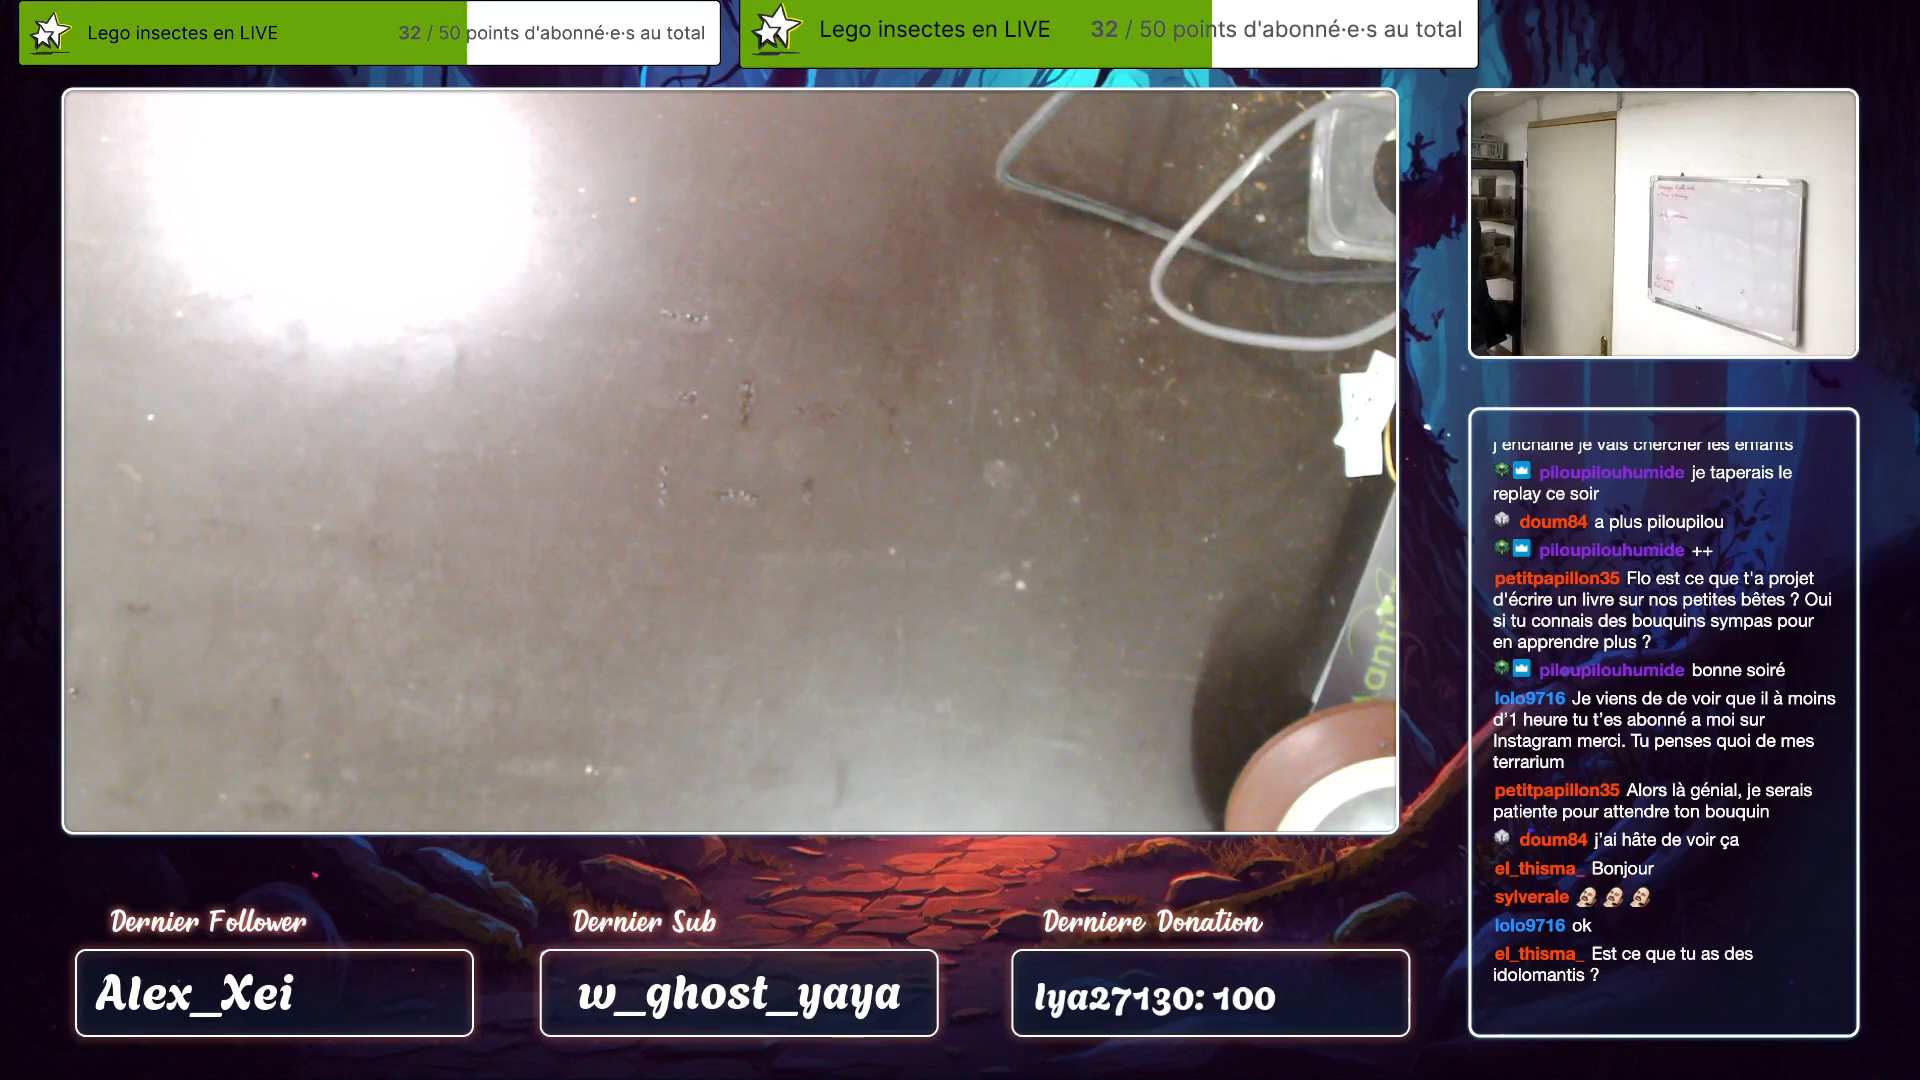 Lego insectes en LIVE 32 / 50 points d'abonné·e·s au total
Lego insectes en LIVE 32 / 50 points d'abonné·e·s au total
j'enchaine je vais chercher les enfants
piloupilouhumide je taperais le
replay ce soir
doum84 a plus piloupilou
piloupilouhumide ++
petitpapillon35 Flo est ce que t'a projet
d'écrire un livre sur nos petites bêtes ? Oui
si tu connais des bouquins sympas pour
en apprendre plus ?
piloupilouhumide bonne soiré
lolo9716 Je viens de de voir que il à moins
d'1 heure tu t'es abonné a moi sur
Instagram merci. Tu penses quoi de mes
terrarium
petitpapillon35 Alors là génial, je serais
patiente pour attendre ton bouquin
doum84 j'ai hâte de voir ça
el_thisma_ Bonjour
sylverale
lolo9716 ok
el_thisma_ Est ce que tu as des
idolomantis ?
Dernier Follower
Alex_Xei
Dernier Sub
w_ghost_yaya
Derniere Donation
lya27130: 100